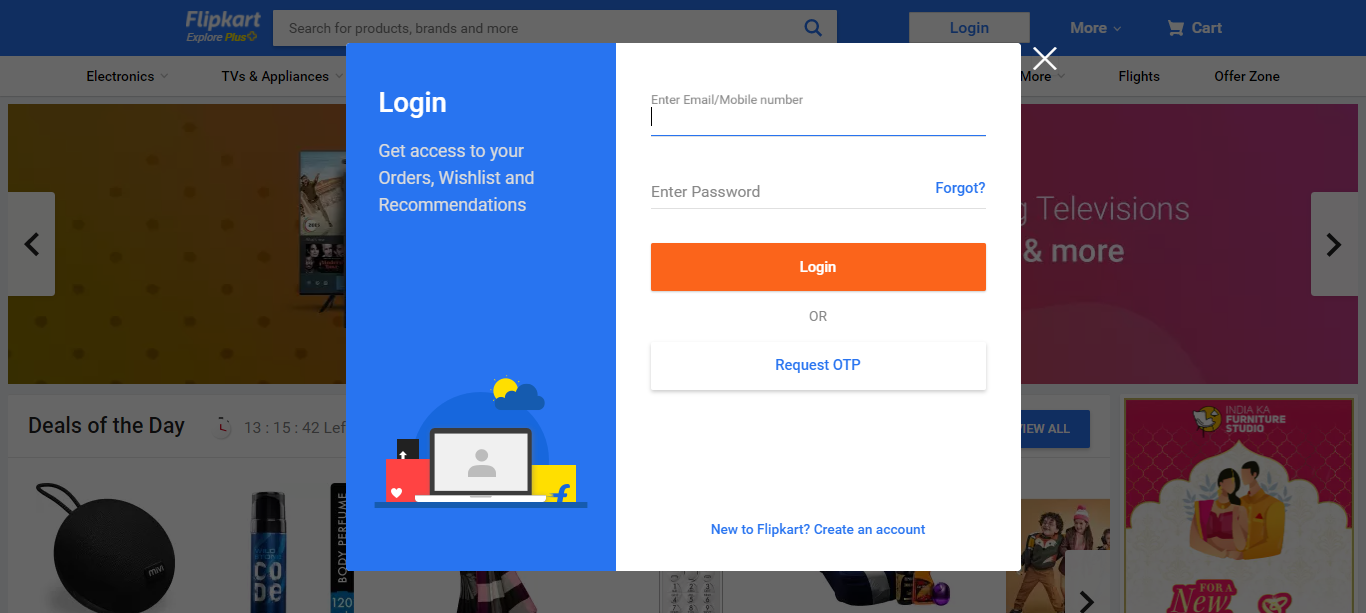 Flipkart
Explore Plus
Search for products, brands and more
Login
More
Cart
Electronics
TVs & Appliances
More
Flights
Offer Zone
Login
Get access to your
Orders, Wishlist and
Recommendations
Enter Email/Mobile number
Enter Password
Forgot?
Login
OR
Request OTP
New to Flipkart? Create an account
Televisions
& more
Deals of the Day
13 : 15 : 42 Lef
VIEW ALL
INDIA KA
FURNITURE
STUDIO
FOR A
New
mivi
WILD
STONE
CODE
BODY PERFUME
120